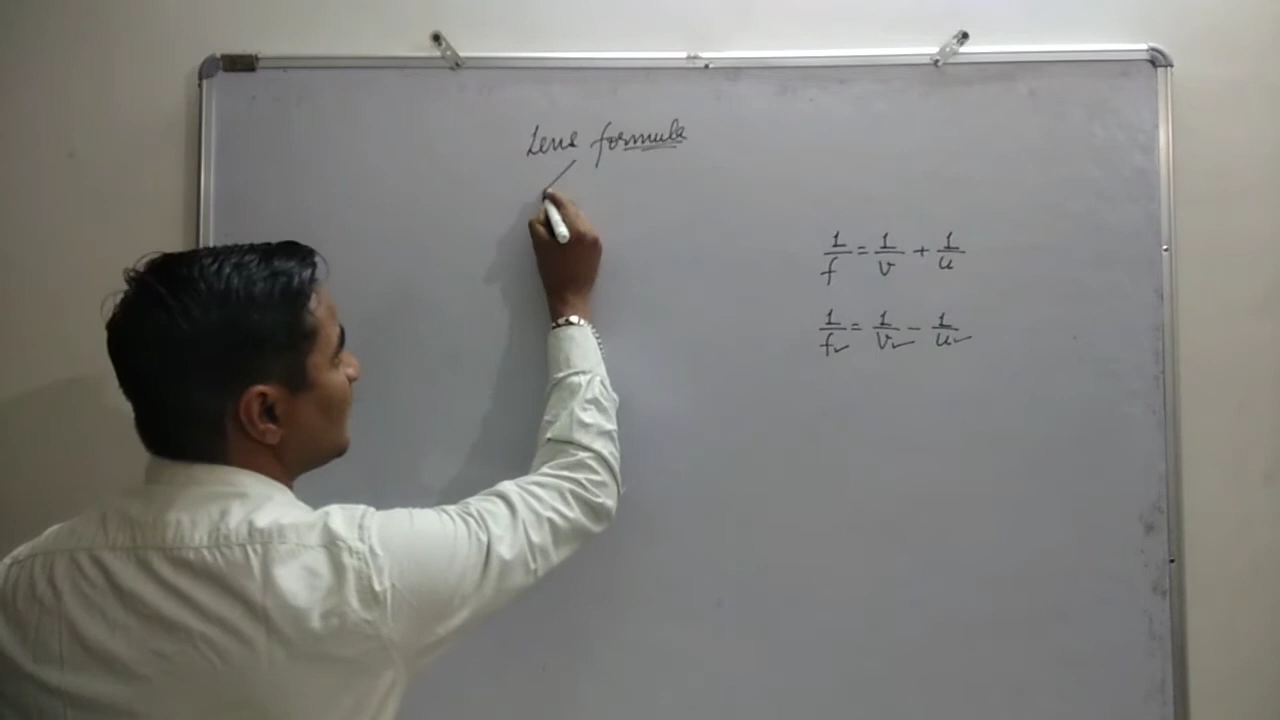 Lens formula
1/f = 1/v + 1/u
1/f = 1/v - 1/u